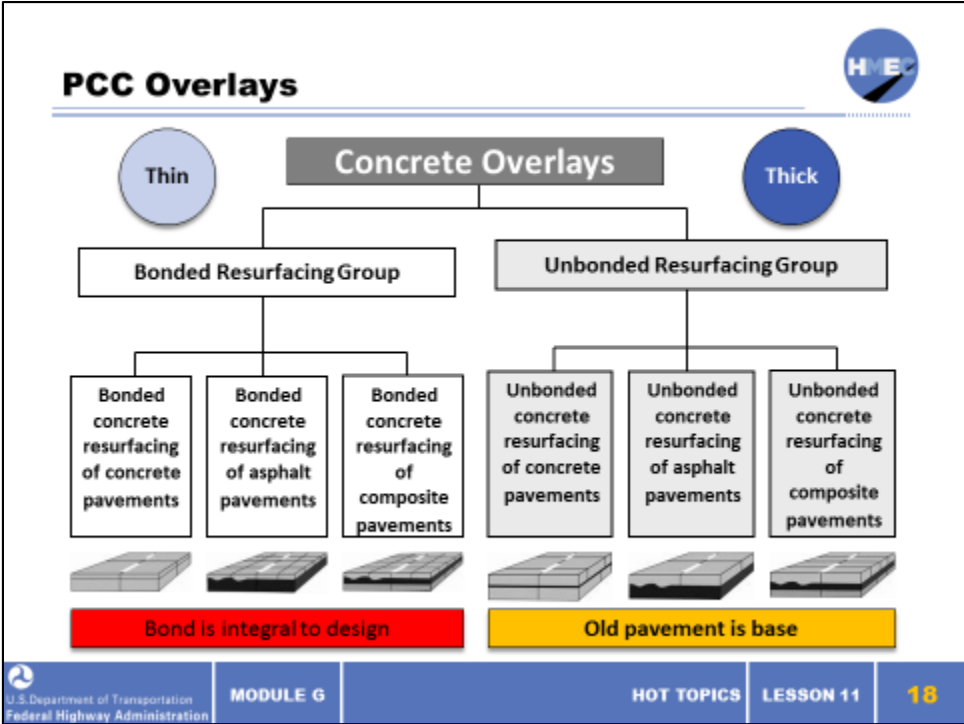 PCC Overlays
HMEC
Thin
Concrete Overlays
Thick
Bonded Resurfacing Group
Unbonded Resurfacing Group
Bonded
concrete
resurfacing
of concrete
pavements
Bonded
concrete
resurfacing
of asphalt
pavements
Bonded
concrete
resurfacing
of
composite
pavements
Unbonded
concrete
resurfacing
of concrete
pavements
Unbonded
concrete
resurfacing
of asphalt
pavements
Unbonded
concrete
resurfacing
of
composite
pavements
Bond is integral to design
Old pavement is base
U.S.Department of Transportation
Federal Highway Administration
MODULE G
HOT TOPICS
LESSON 11
18